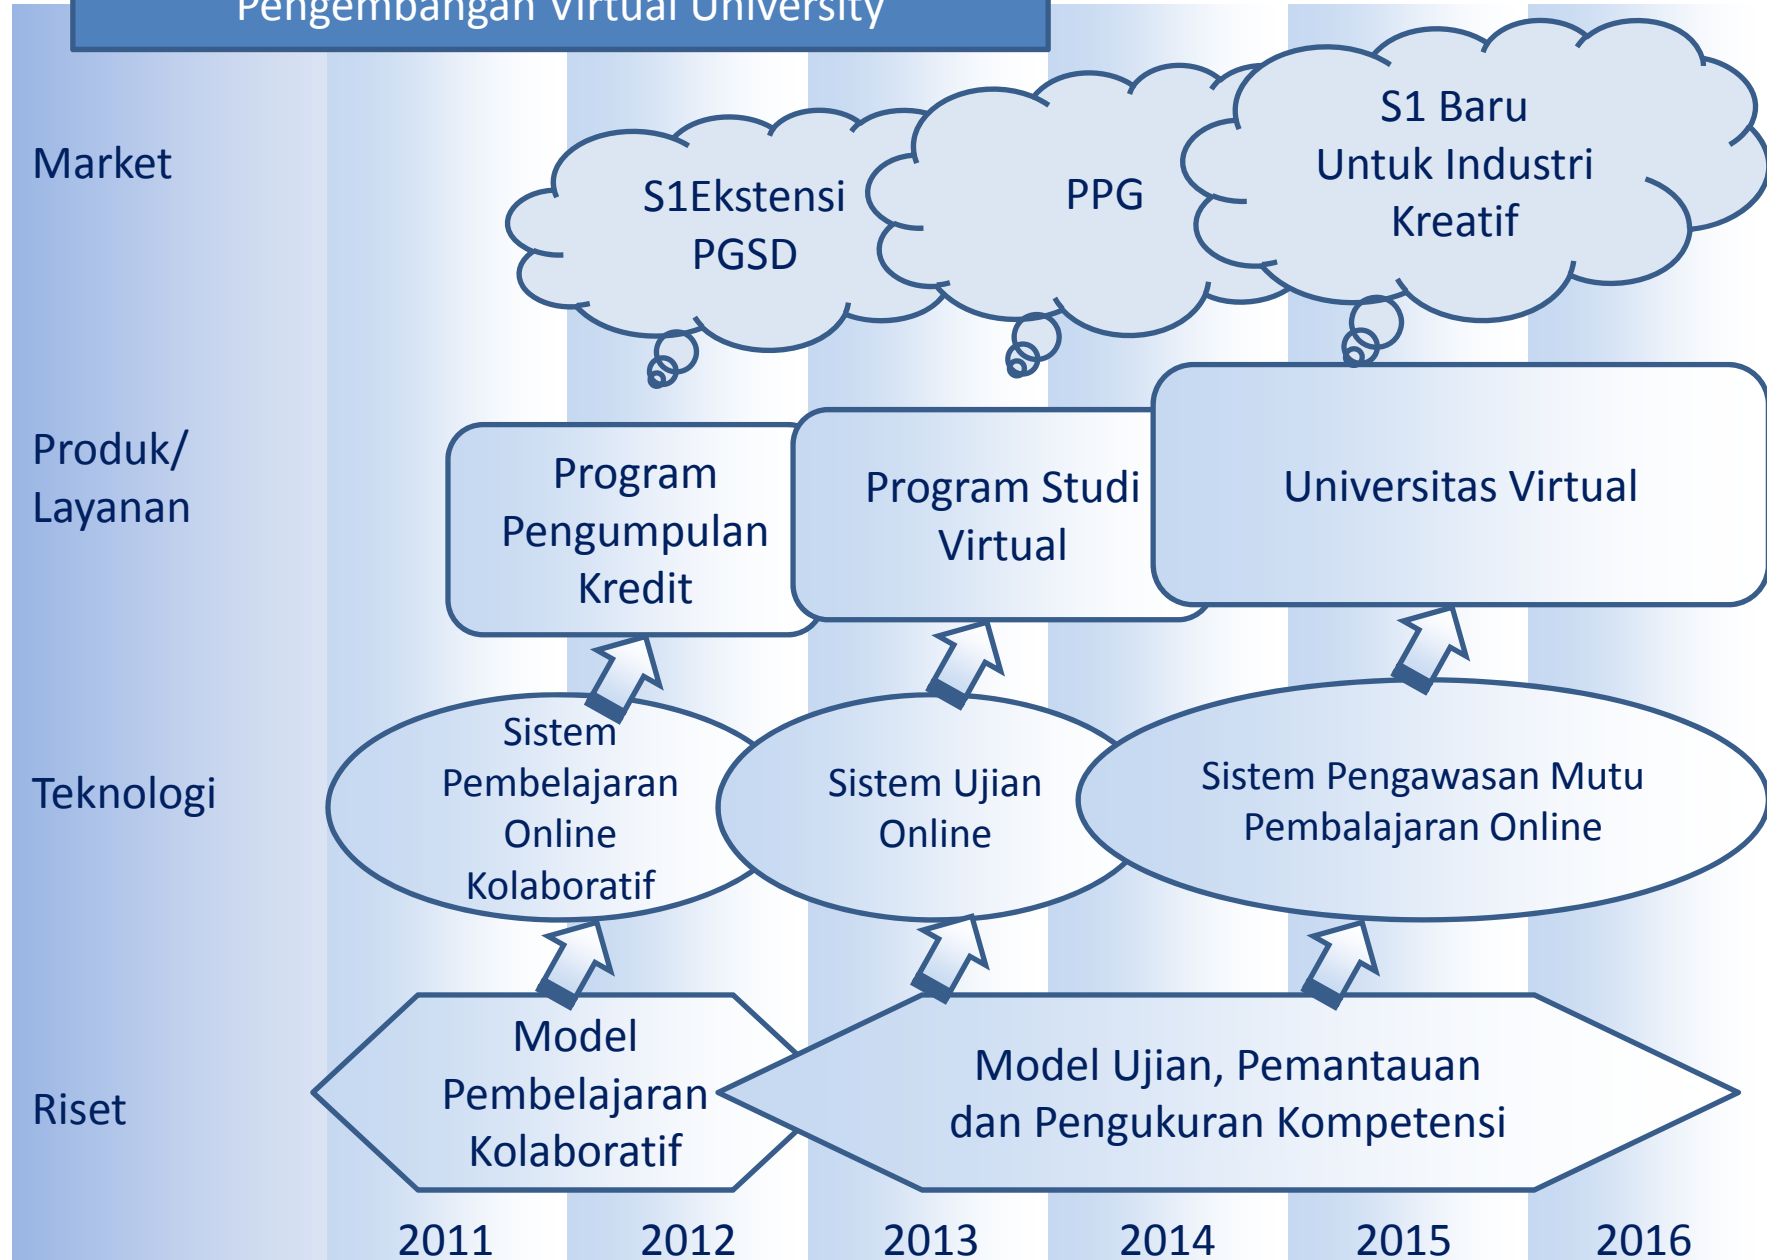 Pengembangan Virtual University
Market
S1Ekstensi
PGSD
PPG
S1 Baru
Untuk Industri
Kreatif
Produk/
Layanan
Program
Pengumpulan
Kredit
Program Studi
Virtual
Universitas Virtual
Teknologi
Sistem
Pembelajaran
Online
Kolaboratif
Sistem Ujian
Online
Sistem Pengawasan Mutu
Pembalajaran Online
Riset
Model
Pembelajaran
Kolaboratif
Model Ujian, Pemantauan
dan Pengukuran Kompetensi
2011
2012
2013
2014
2015
2016